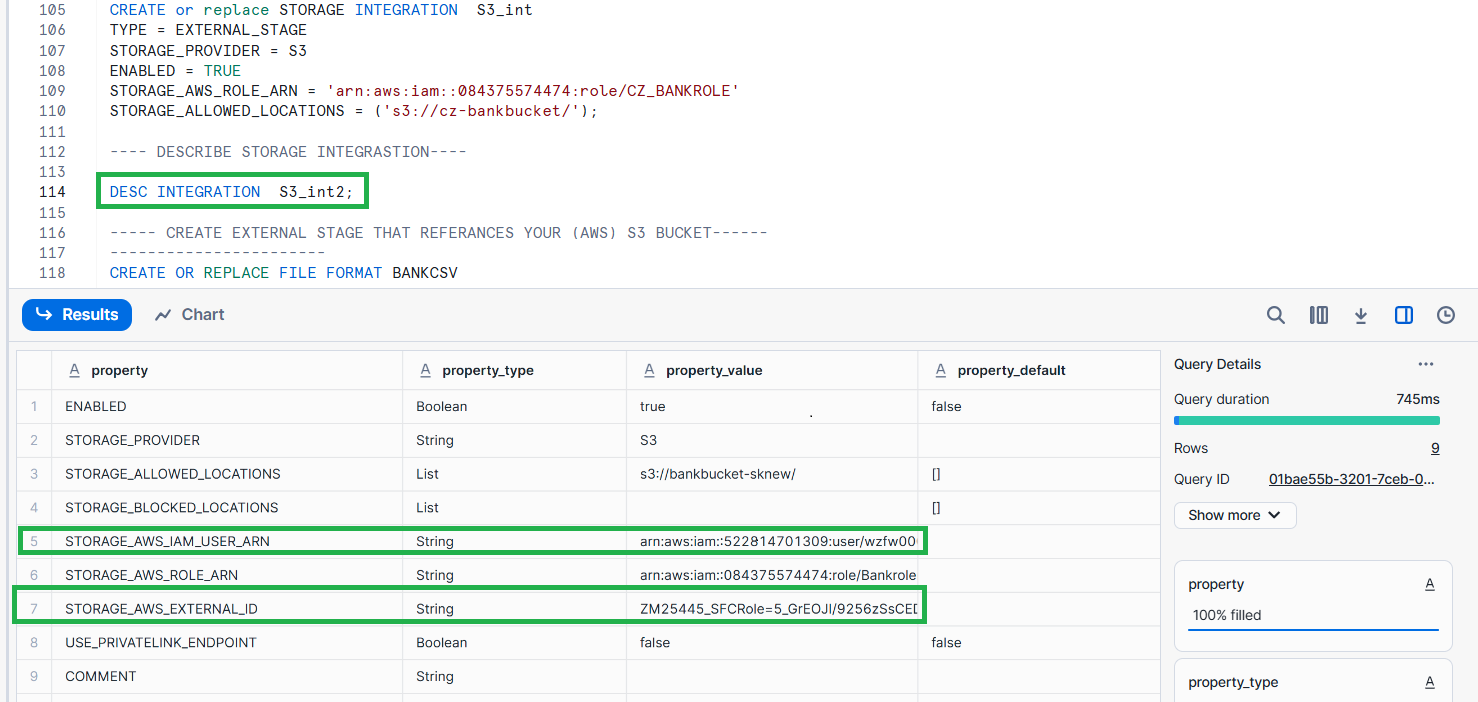 105 CREATE or replace STORAGE INTEGRATION S3_int
106 TYPE = EXTERNAL_STAGE
107 STORAGE_PROVIDER = S3
108 ENABLED = TRUE
109 STORAGE_AWS_ROLE_ARN = 'arn:aws:iam::084375574474:role/CZ_BANKROLE'
110 STORAGE_ALLOWED_LOCATIONS = ('s3://cz-bankbucket/');
111
112 ---- DESCRIBE STORAGE INTEGRASTION----
113
114 DESC INTEGRATION S3_int2;
115
116 ----- CREATE EXTERNAL STAGE THAT REFERANCES YOUR (AWS) S3 BUCKET------
117 -----------------------
118 CREATE OR REPLACE FILE FORMAT BANKCSV
Results Chart
A property A property_type A property_value A property_default
1 ENABLED Boolean true false
2 STORAGE_PROVIDER String S3
3 STORAGE_ALLOWED_LOCATIONS List s3://bankbucket-sknew/ []
4 STORAGE_BLOCKED_LOCATIONS List []
5 STORAGE_AWS_IAM_USER_ARN String arn:aws:iam::522814701309:user/wzfw00
6 STORAGE_AWS_ROLE_ARN String arn:aws:iam::084375574474:role/Bankrole
7 STORAGE_AWS_EXTERNAL_ID String ZM25445_SFCRole=5_GrEOJI/9256zSsCED
8 USE_PRIVATELINK_ENDPOINT Boolean false false
9 COMMENT String
Query Details ...
Query duration 745ms
Rows 9
Query ID 01bae55b-3201-7ceb-0...
Show more
property A
100% filled
property_type A